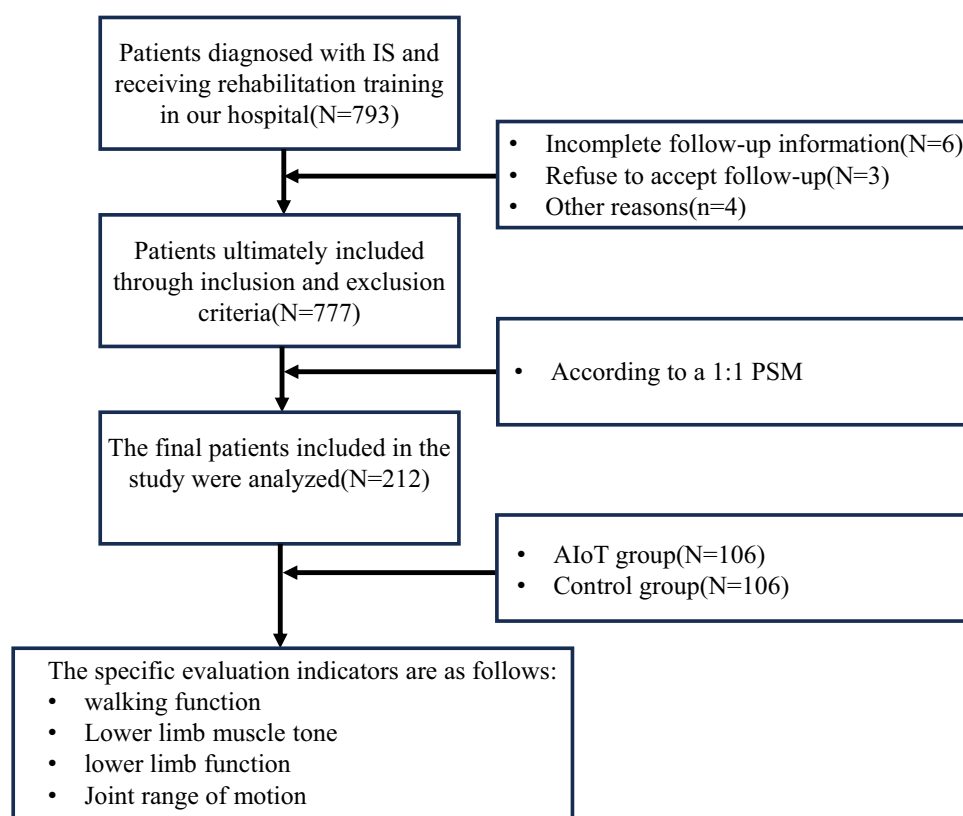 Patients diagnosed with IS and
receiving rehabilitation training
in our hospital(N=793)
• Incomplete follow-up information(N=6)
• Refuse to accept follow-up(N=3)
• Other reasons(n=4)
Patients ultimately included
through inclusion and exclusion
criteria(N=777)
• According to a 1:1 PSM
The final patients included in the
study were analyzed(N=212)
• AIoT group(N=106)
• Control group(N=106)
The specific evaluation indicators are as follows:
• walking function
• Lower limb muscle tone
• lower limb function
• Joint range of motion